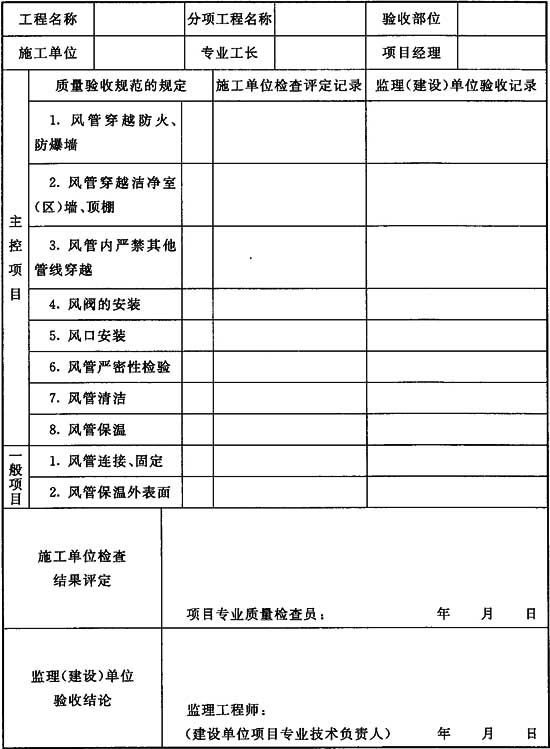 工程名称 分项工程名称 验收部位
施工单位 专业工长 项目经理
质量验收规范的规定 施工单位检查评定记录 监理(建设)单位验收记录
主控项目
1. 风管穿越防火、
防爆墙
2. 风管穿越洁净室
(区)墙、顶棚
3. 风管内严禁其他
管线穿越
4. 风阀的安装
5. 风口安装
6. 风管严密性检验
7. 风管清洁
8. 风管保温
一般项目
1. 风管连接、固定
2. 风管保温外表面
施工单位检查
结果评定
项目专业质量检查员: 年 月 日
监理(建设)单位
验收结论
监理工程师:
(建设单位项目专业技术负责人) 年 月 日